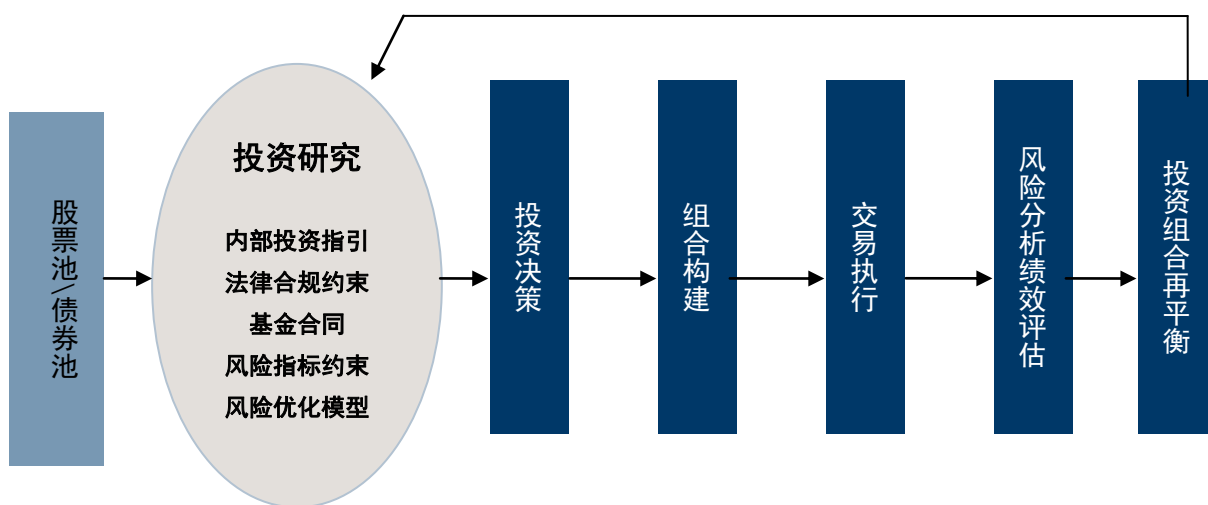 股票池\债券池
投资研究
内部投资指引
法律合规约束
基金合同
风险指标约束
风险优化模型
投资决策
组合构建
交易执行
风险分析绩效评估
投资组合再平衡